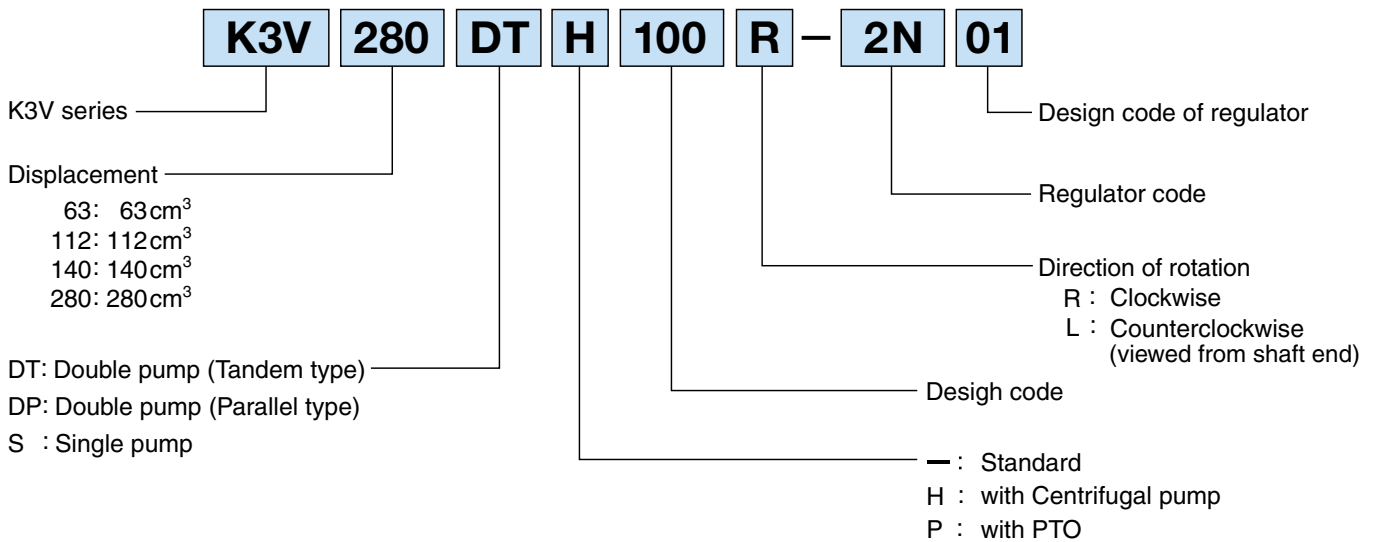 K3V 280 DT H 100 R − 2N 01
K3V series
Displacement
63: 63cm³
112: 112cm³
140: 140cm³
280: 280cm³
DT: Double pump (Tandem type)
DP: Double pump (Parallel type)
S : Single pump
Design code of regulator
Regulator code
Direction of rotation
R : Clockwise
L : Counterclockwise
(viewed from shaft end)
Desigh code
− : Standard
H : with Centrifugal pump
P : with PTO